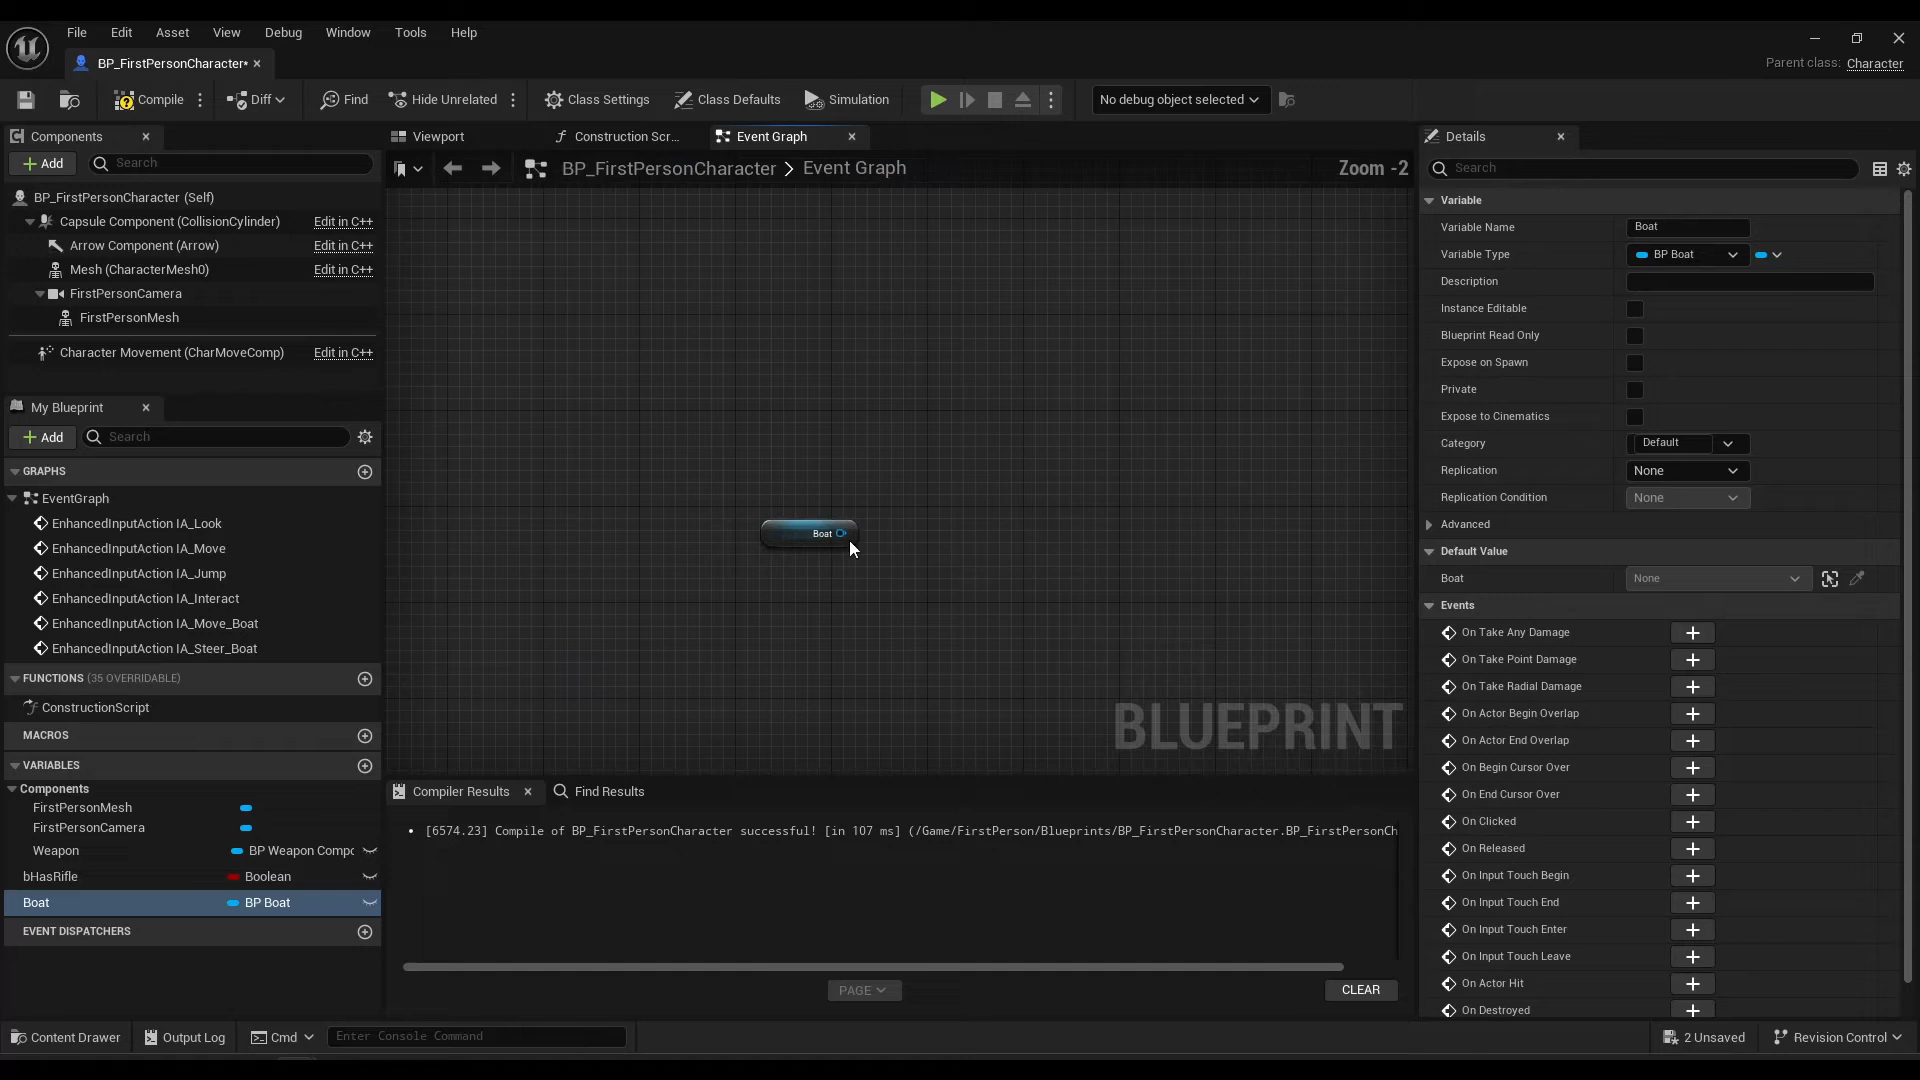 File Edit Asset View Debug Window Tools Help
BP_FirstPersonCharacter*
Parent class: Character
Compile Diff Find Hide Unrelated Class Settings Class Defaults Simulation No debug object selected
Components
Add Search
BP_FirstPersonCharacter (Self)
Capsule Component (CollisionCylinder) Edit in C++
Arrow Component (Arrow) Edit in C++
Mesh (CharacterMesh0) Edit in C++
FirstPersonCamera
FirstPersonMesh
Character Movement (CharMoveComp) Edit in C++
My Blueprint
Add Search
GRAPHS
EventGraph
EnhancedInputAction IA_Look
EnhancedInputAction IA_Move
EnhancedInputAction IA_Jump
EnhancedInputAction IA_Interact
EnhancedInputAction IA_Move_Boat
EnhancedInputAction IA_Steer_Boat
FUNCTIONS (35 OVERRIDABLE)
ConstructionScript
MACROS
VARIABLES
Components
FirstPersonMesh
FirstPersonCamera
Weapon BP Weapon Compc
bHasRifle Boolean
Boat BP Boat
EVENT DISPATCHERS
Viewport Construction Scr... Event Graph
BP_FirstPersonCharacter > Event Graph Zoom -2
Boat
BLUEPRINT
Compiler Results Find Results
[6574.23] Compile of BP_FirstPersonCharacter successful! [in 107 ms] (/Game/FirstPerson/Blueprints/BP_FirstPersonCharacter.BP_FirstPersonCh
PAGE CLEAR
Details
Search
Variable
Variable Name Boat
Variable Type BP Boat
Description
Instance Editable
Blueprint Read Only
Expose on Spawn
Private
Expose to Cinematics
Category Default
Replication None
Replication Condition None
Advanced
Default Value
Boat None
Events
On Take Any Damage
On Take Point Damage
On Take Radial Damage
On Actor Begin Overlap
On Actor End Overlap
On Begin Cursor Over
On End Cursor Over
On Clicked
On Released
On Input Touch Begin
On Input Touch End
On Input Touch Enter
On Input Touch Leave
On Actor Hit
On Destroyed
Content Drawer Output Log Cmd Enter Console Command 2 Unsaved Revision Control